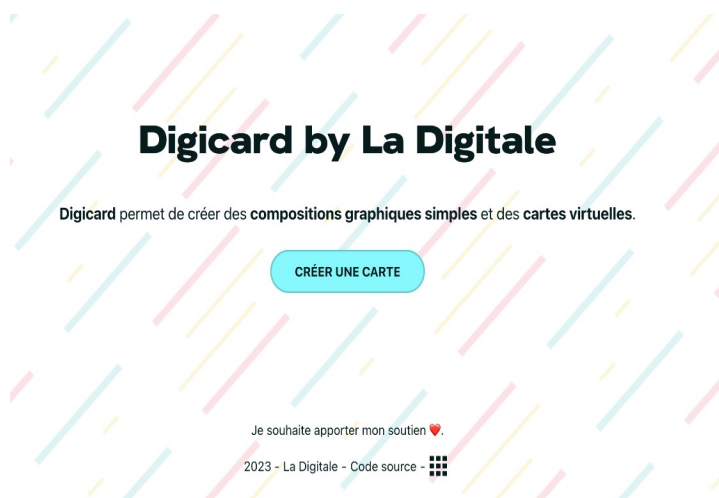 Digicard by La Digitale
Digicard permet de créer des compositions graphiques simples et des cartes virtuelles.
CRÉER UNE CARTE
Je souhaite apporter mon soutien ❤️.
2023 - La Digitale - Code source -